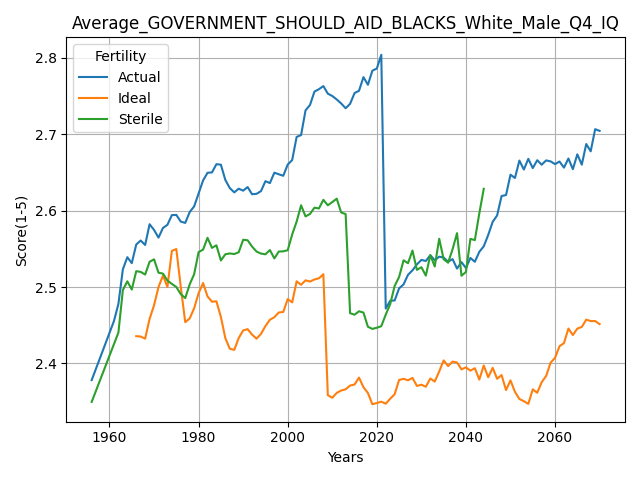 Average_GOVERNMENT_SHOULD_AID_BLACKS_White_Male_Q4_IQ
Fertility
Actual
Ideal
Sterile
Score(1-5)
2.8
2.7
2.6
2.5
2.4
1960 1980 2000 2020 2040 2060
Years